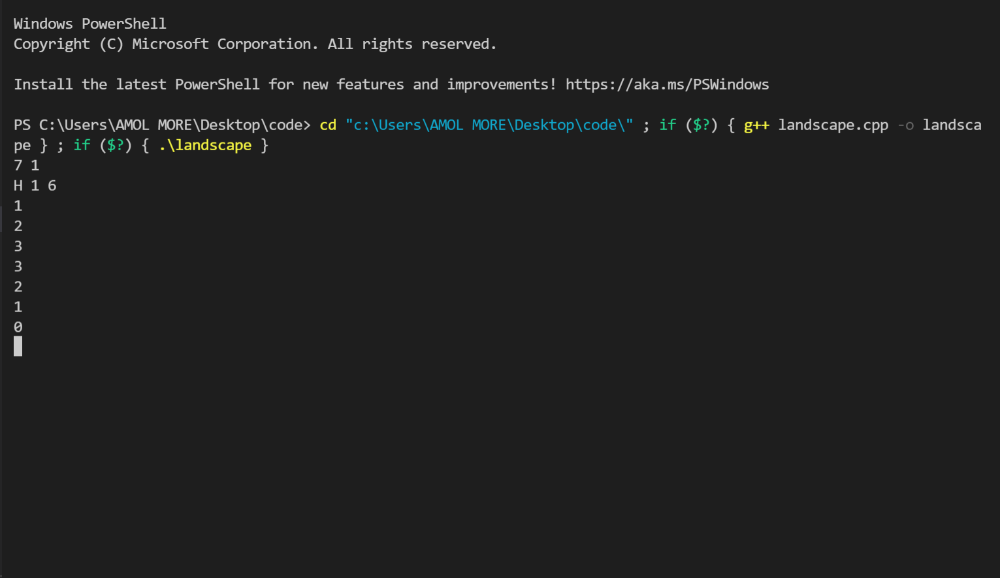 Windows PowerShell
Copyright (C) Microsoft Corporation. All rights reserved.
Install the latest PowerShell for new features and improvements! https://aka.ms/PSWindows
PS C:\Users\AMOL MORE\Desktop\code> cd "c:\Users\AMOL MORE\Desktop\code\" ; if ($?) { g++ landscape.cpp -o landsca
pe } ; if ($?) { .\landscape }
7 1
H 1 6
1
2
3
3
2
1
0